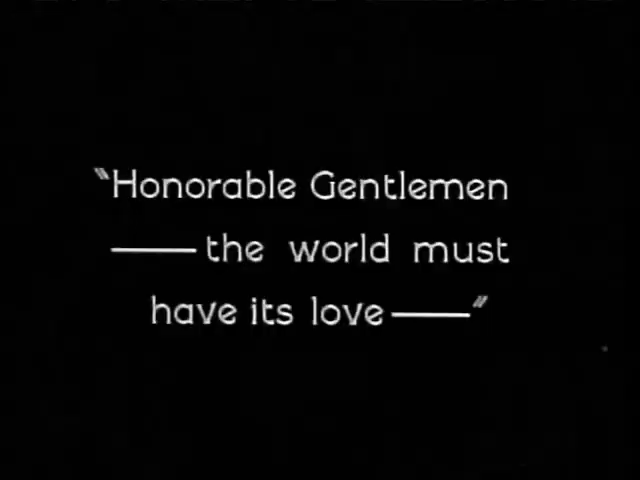 "Honorable Gentlemen
——the world must
have its love——"